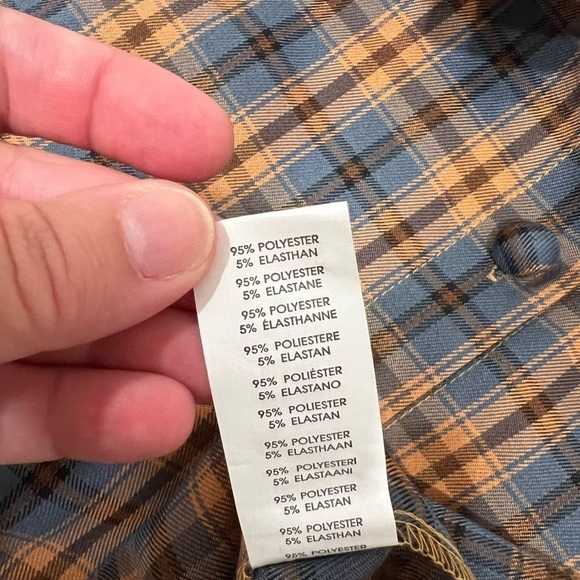 95% POLYESTER
5% ELASTHAN
95% POLYESTER
5% ELASTANE
95% POLYESTER
5% ÉLASTHANNE
95% POLIESTERE
5% ELASTAN
95% POLIÉSTER
5% ELASTANO
95% POLIESTER
5% ELASTAN
95% POLYESTER
5% ELASTHAAN
95% POLYESTERI
5% ELASTAANI
95% POLYESTER
5% ELASTAN
95% POLYESTER
5% ELASTHAN
95% POLYESTER